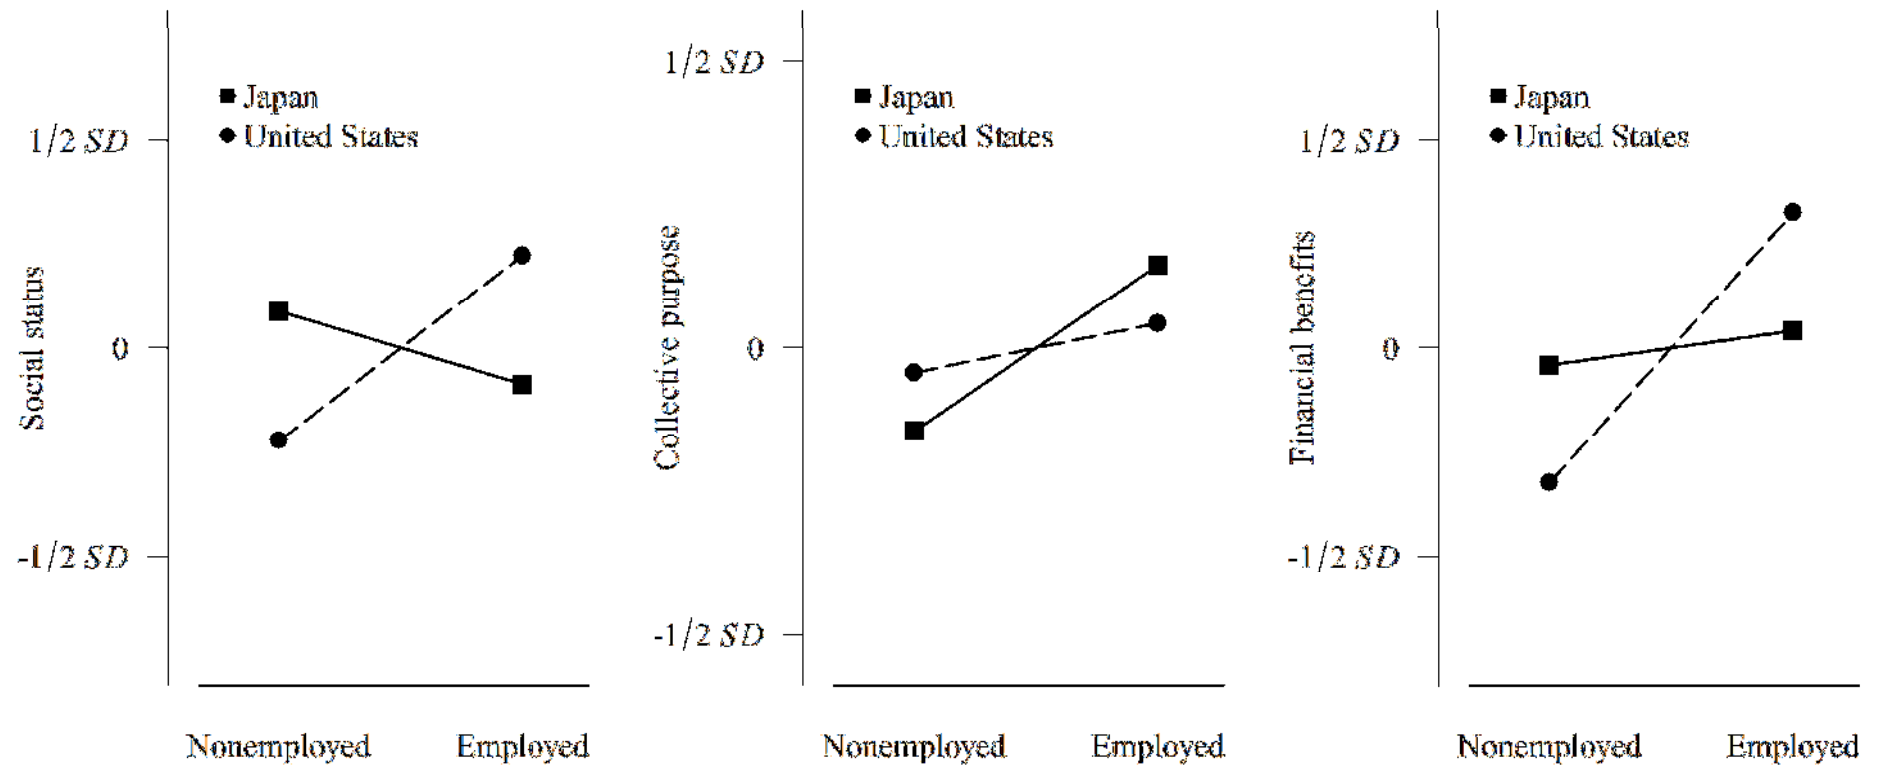 Social status
1/2 SD
0
-1/2 SD
Japan
United States
Nonemployed
Employed
Collective purpose
1/2 SD
0
-1/2 SD
Japan
United States
Nonemployed
Employed
Financial benefits
1/2 SD
0
-1/2 SD
Japan
United States
Nonemployed
Employed